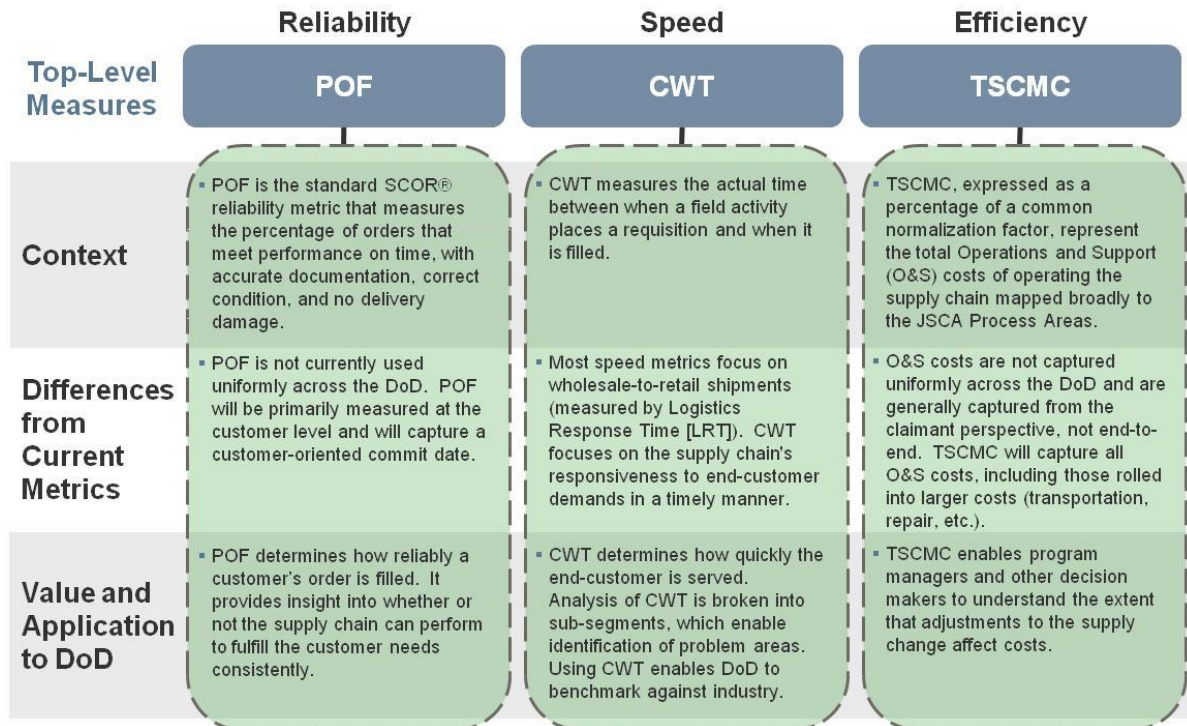 Reliability
Speed
Efficiency
Top-Level
Measures
POF
CWT
TSCMC
Context
▪ POF is the standard SCOR®
reliability metric that measures
the percentage of orders that
meet performance on time, with
accurate documentation, correct
condition, and no delivery
damage.
▪ CWT measures the actual time
between when a field activity
places a requisition and when it
is filled.
▪ TSCMC, expressed as a
percentage of a common
normalization factor, represent
the total Operations and Support
(O&S) costs of operating the
supply chain mapped broadly to
the JSCA Process Areas.
Differences
from
Current
Metrics
▪ POF is not currently used
uniformly across the DoD. POF
will be primarily measured at the
customer level and will capture a
customer-oriented commit date.
▪ Most speed metrics focus on
wholesale-to-retail shipments
(measured by Logistics
Response Time [LRT]). CWT
focuses on the supply chain's
responsiveness to end-customer
demands in a timely manner.
▪ O&S costs are not captured
uniformly across the DoD and are
generally captured from the
claimant perspective, not end-to-
end. TSCMC will capture all
O&S costs, including those rolled
into larger costs (transportation,
repair, etc.).
Value and
Application
to DoD
▪ POF determines how reliably a
customer's order is filled. It
provides insight into whether or
not the supply chain can perform
to fulfill the customer needs
consistently.
▪ CWT determines how quickly the
end-customer is served.
Analysis of CWT is broken into
sub-segments, which enable
identification of problem areas.
Using CWT enables DoD to
benchmark against industry.
▪ TSCMC enables program
managers and other decision
makers to understand the extent
that adjustments to the supply
change affect costs.